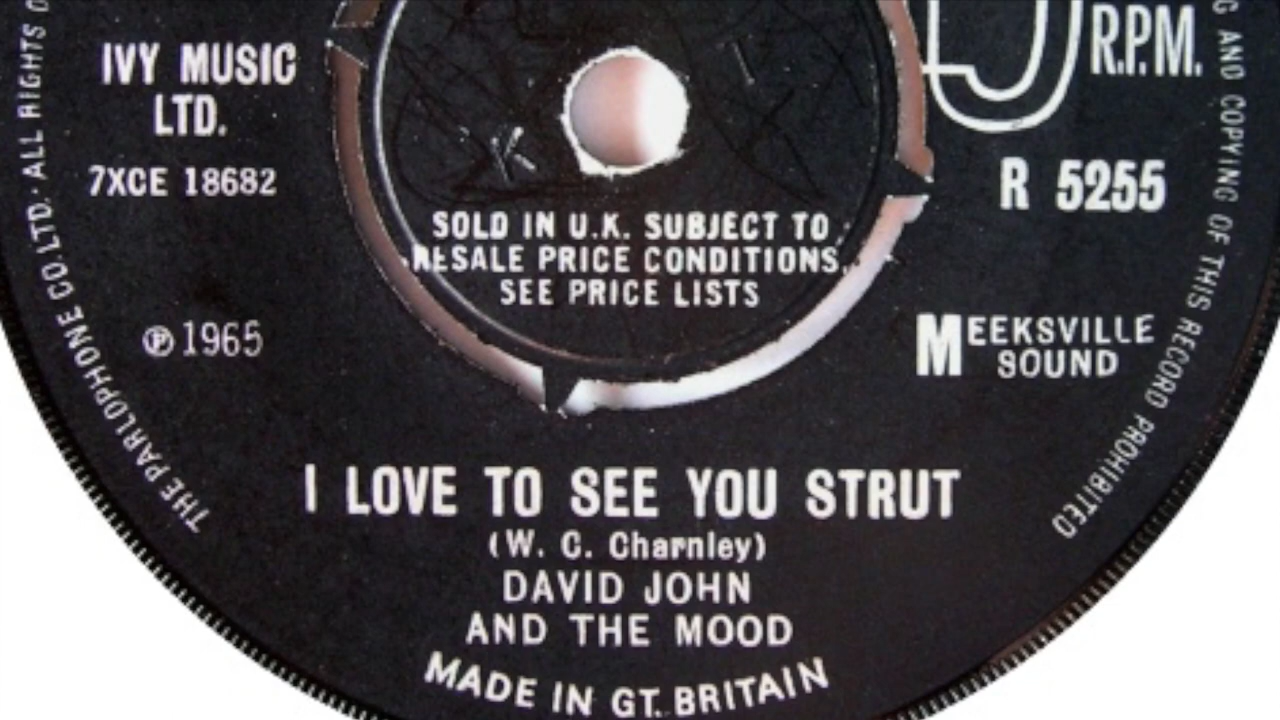 IVY MUSIC
LTD.
7XCE 18682
R.P.M.
R 5255
K
SOLD IN U.K. SUBJECT TO
RESALE PRICE CONDITIONS,
SEE PRICE LISTS
℗ 1965
MEEKSVILLE
SOUND
THE PARLOPHONE CO.LTD. ALL RIGHTS
AND COPYING OF THIS RECORD PROHIBITED
I LOVE TO SEE YOU STRUT
(W. C. Charnley)
DAVID JOHN
AND THE MOOD
MADE IN GT. BRITAIN